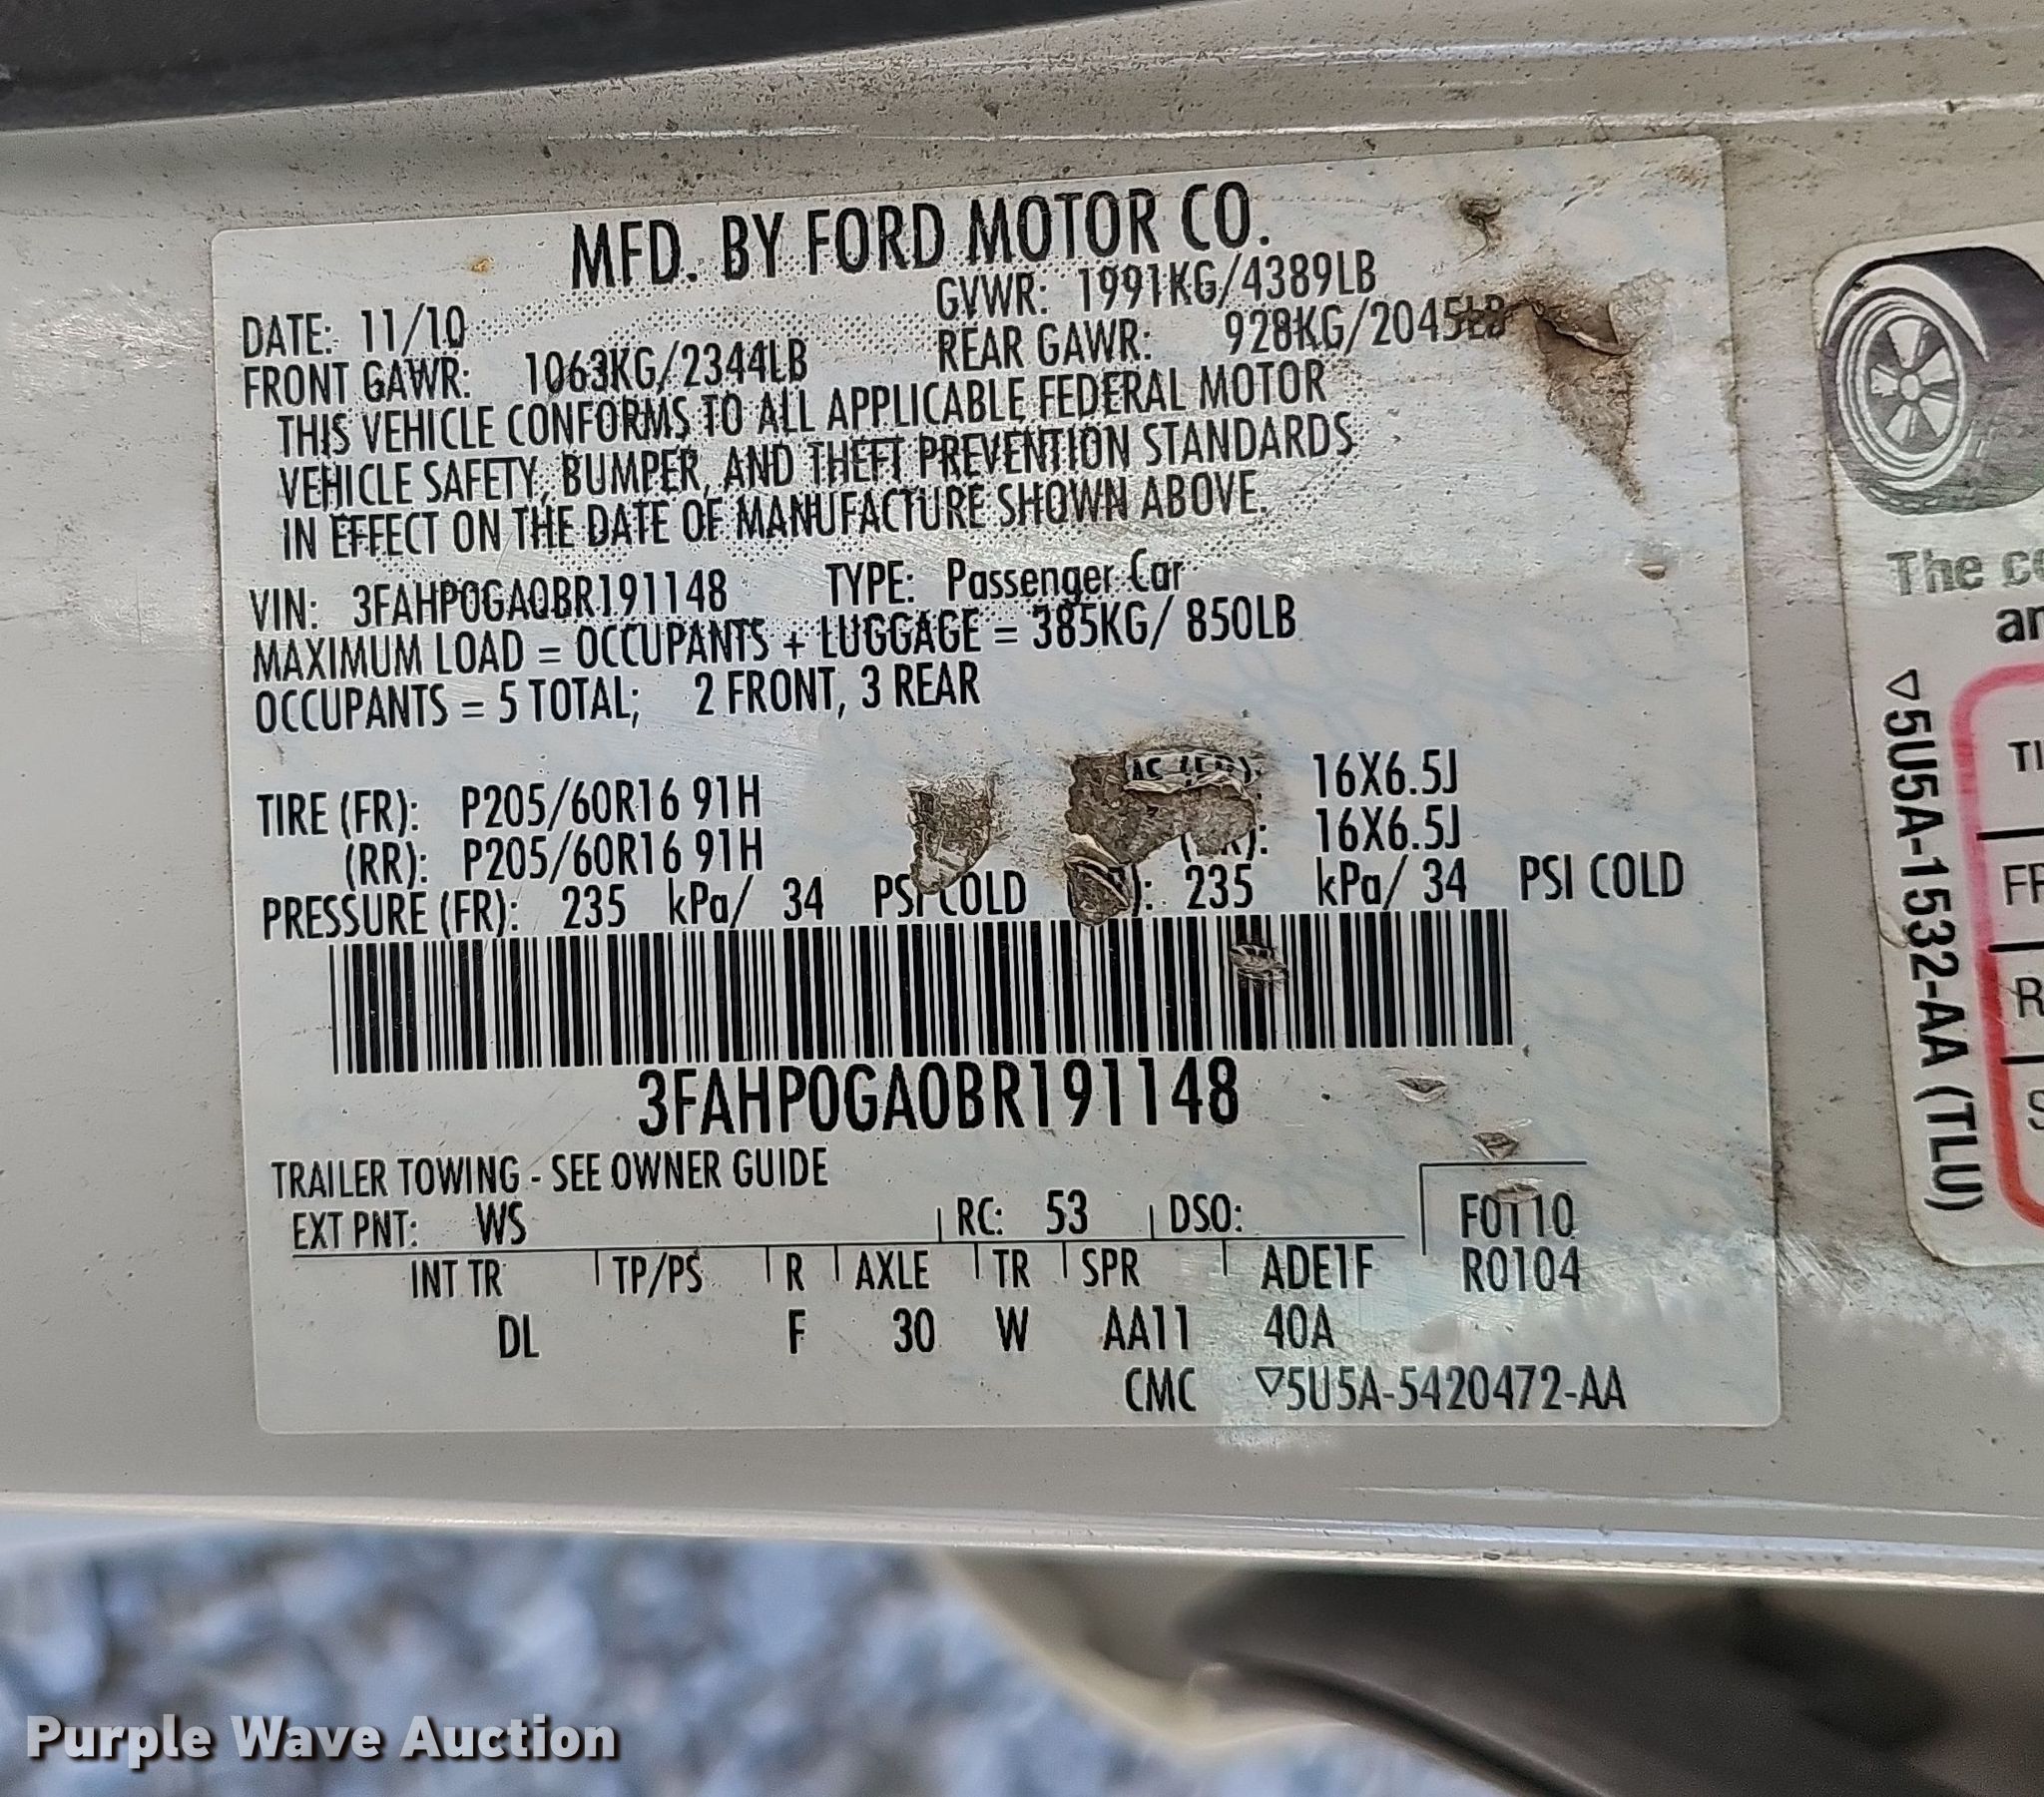 MFD. BY FORD MOTOR CO.
DATE: 11/10 GVWR: 1991KG/4389LB
FRONT GAWR: 1063KG/2344LB REAR GAWR: 928KG/2045LB
THIS VEHICLE CONFORMS TO ALL APPLICABLE FEDERAL MOTOR
VEHICLE SAFETY, BUMPER, AND THEFT PREVENTION STANDARDS
IN EFFECT ON THE DATE OF MANUFACTURE SHOWN ABOVE.
VIN: 3FAHP0GA0BR191148 TYPE: Passenger Car
MAXIMUM LOAD = OCCUPANTS + LUGGAGE = 385KG/ 850LB
OCCUPANTS = 5 TOTAL; 2 FRONT, 3 REAR
TIRE (FR): P205/60R16 91H 16X6.5J
(RR): P205/60R16 91H 16X6.5J
PRESSURE (FR): 235 kPa/ 34 PSI COLD 235 kPa/ 34 PSI COLD
3FAHP0GA0BR191148
TRAILER TOWING - SEE OWNER GUIDE
EXT PNT: WS RC: 53 DSO: F0110
INT TR TP/PS R AXLE TR SPR ADE1F R0104
DL F 30 W AA11 40A
CMC ▽5U5A-5420472-AA
The
▽5U5A-1532-AA (TLU)
Purple Wave Auction